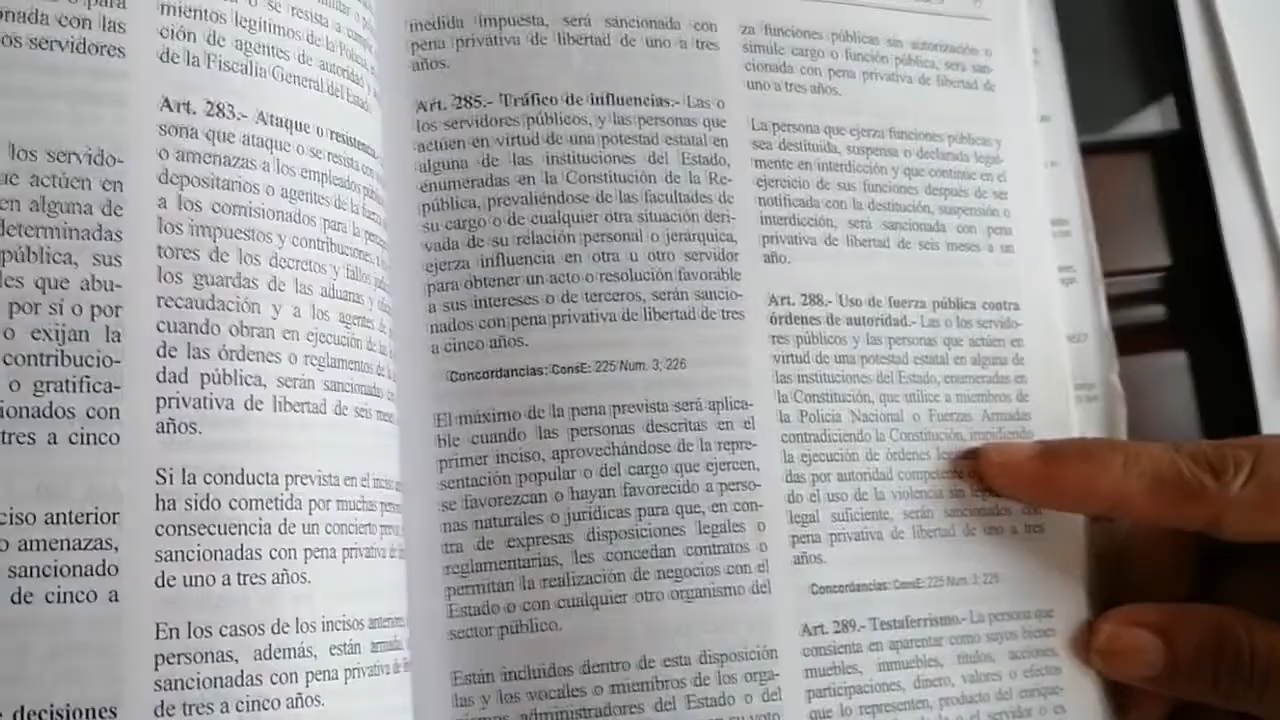 onada con las
os servidores
los servido-
ue actúen en
en alguna de
determinadas
pública, sus
les que abu-
por sí o por
o exijan la
contribucio-
o gratifica-
ionados con
tres a cinco
ciso anterior
o amenazas,
sancionado
de cinco a
decisiones
o se resista a
mientos legítimos de la Policía
ción de agentes de autoridad
de la Fiscalía General del Estado
Art. 283.- Ataque o resistencia
sona que ataque o se resista con
o amenazas a los empleados
depositarios o agentes de la fuerza
a los comisionados para la
los impuestos y contribuciones,
tores de los decretos y fallos
los guardas de las aduanas y
recaudación y a los agentes de
cuando obran en ejecución de
de las órdenes o reglamentos de
dad pública, serán sancionadas
privativa de libertad de seis
años.
Si la conducta prevista en el
ha sido cometida por muchas
consecuencia de un concierto
sancionadas con pena privativa
de uno a tres años.
En los casos de los incisos
personas, además, están
sancionadas con pena privativa de
de tres a cinco años.
medida impuesta, será sancionada con
pena privativa de libertad de uno a tres
años.
Art. 285.- Tráfico de influencias.- Las o
los servidores públicos, y las personas que
actúen en virtud de una potestad estatal en
alguna de las instituciones del Estado,
enumeradas en la Constitución de la Re-
pública, prevaliéndose de las facultades de
su cargo o de cualquier otra situación deri-
vada de su relación personal o jerárquica,
ejerza influencia en otra u otro servidor
para obtener un acto o resolución favorable
a sus intereses o de terceros, serán sancio-
nados con pena privativa de libertad de tres
a cinco años.
Concordancias: ConsE: 225 Num. 3; 226
El máximo de la pena prevista será aplica-
ble cuando las personas descritas en el
primer inciso, aprovechándose de la repre-
sentación popular o del cargo que ejercen,
se favorezcan o hayan favorecido a perso-
nas naturales o jurídicas para que, en con-
tra de expresas disposiciones legales o
reglamentarias, les concedan contratos o
permitan la realización de negocios con el
Estado o con cualquier otro organismo del
sector público.
Están incluidos dentro de esta disposición
las y los vocales o miembros de los orga-
administradores del Estado o del
su voto
za funciones públicas sin autorización o
simule cargo o función pública, será san-
cionada con pena privativa de libertad de
uno a tres años.
La persona que ejerza funciones públicas y
sea destituida, suspensa o declarada legal-
mente en interdicción y que continúe en el
ejercicio de sus funciones después de ser
notificada con la destitución, suspensión o
interdicción, será sancionada con pena
privativa de libertad de seis meses a un
año.
Art. 288.- Uso de fuerza pública contra
órdenes de autoridad.- Las o los servido-
res públicos y las personas que actúen en
virtud de una potestad estatal en alguna de
las instituciones del Estado, enumeradas en
la Constitución, que utilice a miembros de
la Policía Nacional o Fuerzas Armadas
contradiciendo la Constitución, impidiendo
la ejecución de órdenes
das por autoridad competente
do el uso de la violencia sin
legal suficiente, serán sancionados con
pena privativa de libertad de uno a tres
años.
Concordancias: ConsE: 225 Num. 3; 226
Art. 289.- Testaferrismo.- La persona que
consienta en aparentar como suyos bienes
muebles, inmuebles, títulos, acciones,
participaciones, dinero, valores o efectos
que lo representen, producto del enrique-
el servidor o ex